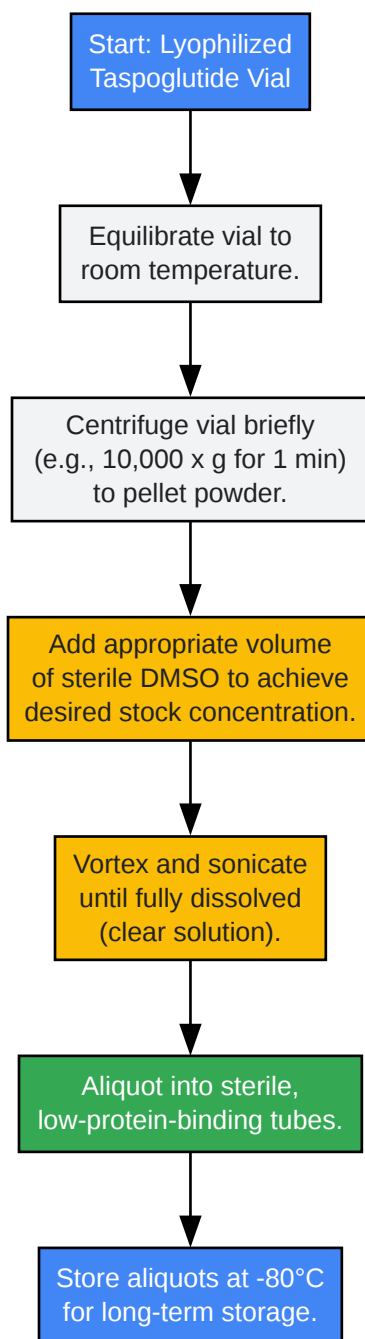 Start: Lyophilized
Taspoglutide Vial
Equilibrate vial to
room temperature.
Centrifuge vial briefly
(e.g., 10,000 x g for 1 min)
to pellet powder.
Add appropriate volume
of sterile DMSO to achieve
desired stock concentration.
Vortex and sonicate
until fully dissolved
(clear solution).
Aliquot into sterile,
low-protein-binding tubes.
Store aliquots at -80°C
for long-term storage.